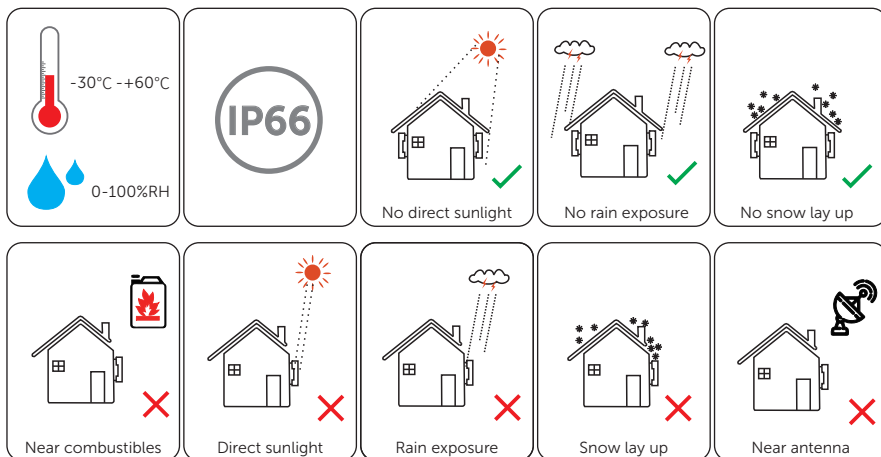 -30°C -+60°C
0-100%RH
IP66
No direct sunlight
No rain exposure
No snow lay up
Near combustibles
Direct sunlight
Rain exposure
Snow lay up
Near antenna